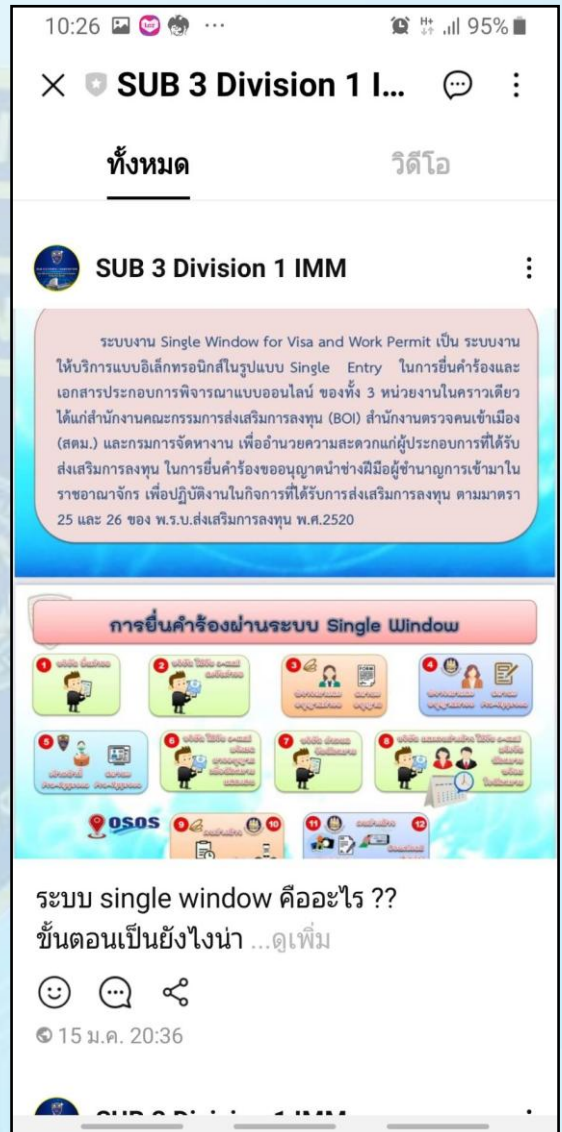 10:26
95%
SUB 3 Division 1 I...
ทั้งหมด
วิดีโอ
SUB 3 Division 1 IMM
ระบบงาน Single Window for Visa and Work Permit เป็น ระบบงาน
ให้บริการแบบอิเล็กทรอนิกส์ในรูปแบบ Single Entry ในการยื่นคำร้องและ
เอกสารประกอบการพิจารณาแบบออนไลน์ ของทั้ง 3 หน่วยงานในคราวเดียว
ได้แก่สำนักงานคณะกรรมการส่งเสริมการลงทุน (BOI) สำนักงานตรวจคนเข้าเมือง
(สตม.) และกรมการจัดหางาน เพื่ออำนวยความสะดวกแก่ผู้ประกอบการที่ได้รับ
ส่งเสริมการลงทุน ในการยื่นคำร้องขออนุญาตนำช่างฝีมือผู้ชำนาญการเข้ามาใน
ราชอาณาจักร เพื่อปฏิบัติงานในกิจการที่ได้รับการส่งเสริมการลงทุน ตามมาตรา
25 และ 26 ของ พ.ร.บ.ส่งเสริมการลงทุน พ.ศ.2520
การยื่นคำร้องผ่านระบบ Single Window
1
2
3
4
5
6
7
8
OSOS
9
10
11
12
ระบบ single window คืออะไร ??
ขั้นตอนเป็นยังไงน่า ...ดูเพิ่ม
15 ม.ค. 20:36